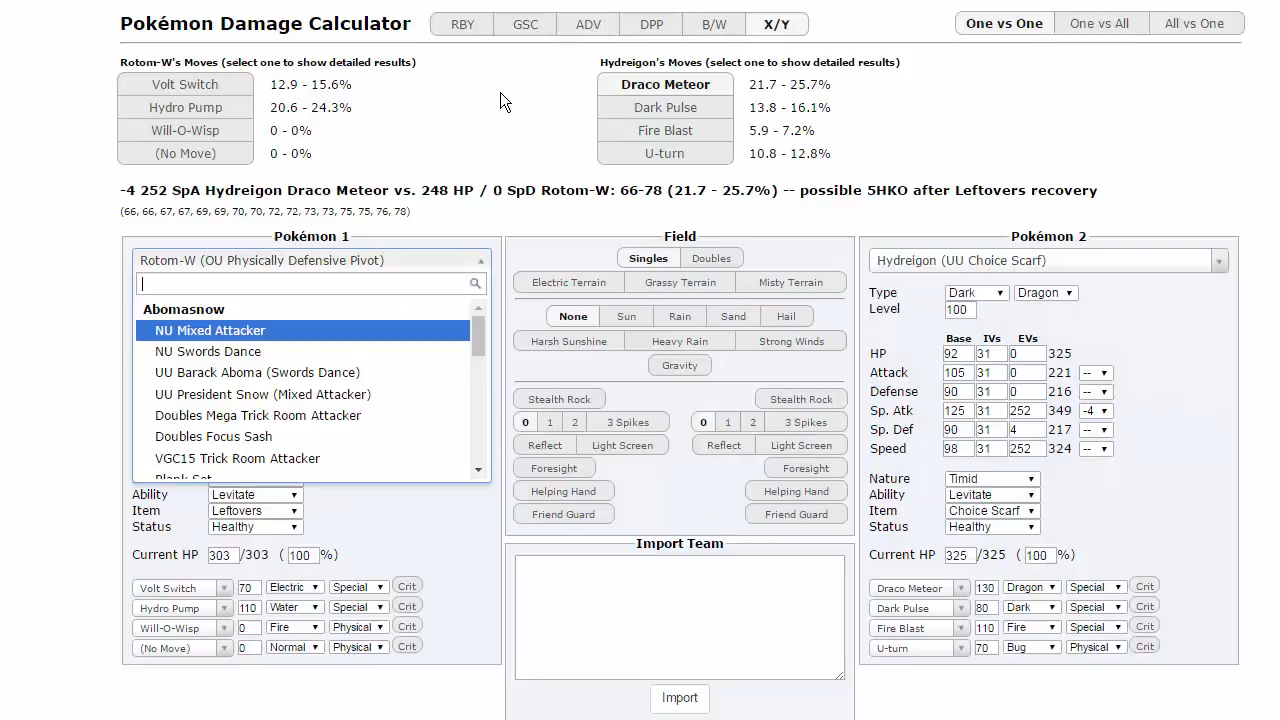 Pokémon Damage Calculator RBY GSC ADV DPP B/W X/Y One vs One One vs All All vs One
Rotom-W's Moves (select one to show detailed results) Hydreigon's Moves (select one to show detailed results)
Volt Switch 12.9 - 15.6% Draco Meteor 21.7 - 25.7%
Hydro Pump 20.6 - 24.3% Dark Pulse 13.8 - 16.1%
Will-O-Wisp 0 - 0% Fire Blast 5.9 - 7.2%
(No Move) 0 - 0% U-turn 10.8 - 12.8%
-4 252 SpA Hydreigon Draco Meteor vs. 248 HP / 0 SpD Rotom-W: 66-78 (21.7 - 25.7%) -- possible 5HKO after Leftovers recovery
(66, 66, 67, 67, 69, 69, 70, 70, 72, 72, 73, 73, 75, 75, 76, 78)
Pokémon 1
Rotom-W (OU Physically Defensive Pivot)
Abomasnow
NU Mixed Attacker
NU Swords Dance
UU Barack Aboma (Swords Dance)
UU President Snow (Mixed Attacker)
Doubles Mega Trick Room Attacker
Doubles Focus Sash
VGC15 Trick Room Attacker
Blank Set
Ability Levitate
Item Leftovers
Status Healthy
Current HP 303 /303 ( 100 %)
Volt Switch 70 Electric Special Crit
Hydro Pump 110 Water Special Crit
Will-O-Wisp 0 Fire Physical Crit
(No Move) 0 Normal Physical Crit
Field
Singles Doubles
Electric Terrain Grassy Terrain Misty Terrain
None Sun Rain Sand Hail
Harsh Sunshine Heavy Rain Strong Winds
Gravity
Stealth Rock Stealth Rock
0 1 2 3 Spikes 0 1 2 3 Spikes
Reflect Light Screen Reflect Light Screen
Foresight Foresight
Helping Hand Helping Hand
Friend Guard Friend Guard
Import Team
Import
Pokémon 2
Hydreigon (UU Choice Scarf)
Type Dark Dragon
Level 100
Base IVs EVs
HP 92 31 0 325
Attack 105 31 0 221 --
Defense 90 31 0 216 --
Sp. Atk 125 31 252 349 -4
Sp. Def 90 31 4 217 --
Speed 98 31 252 324 --
Nature Timid
Ability Levitate
Item Choice Scarf
Status Healthy
Current HP 325 /325 ( 100 %)
Draco Meteor 130 Dragon Special Crit
Dark Pulse 80 Dark Special Crit
Fire Blast 110 Fire Special Crit
U-turn 70 Bug Physical Crit